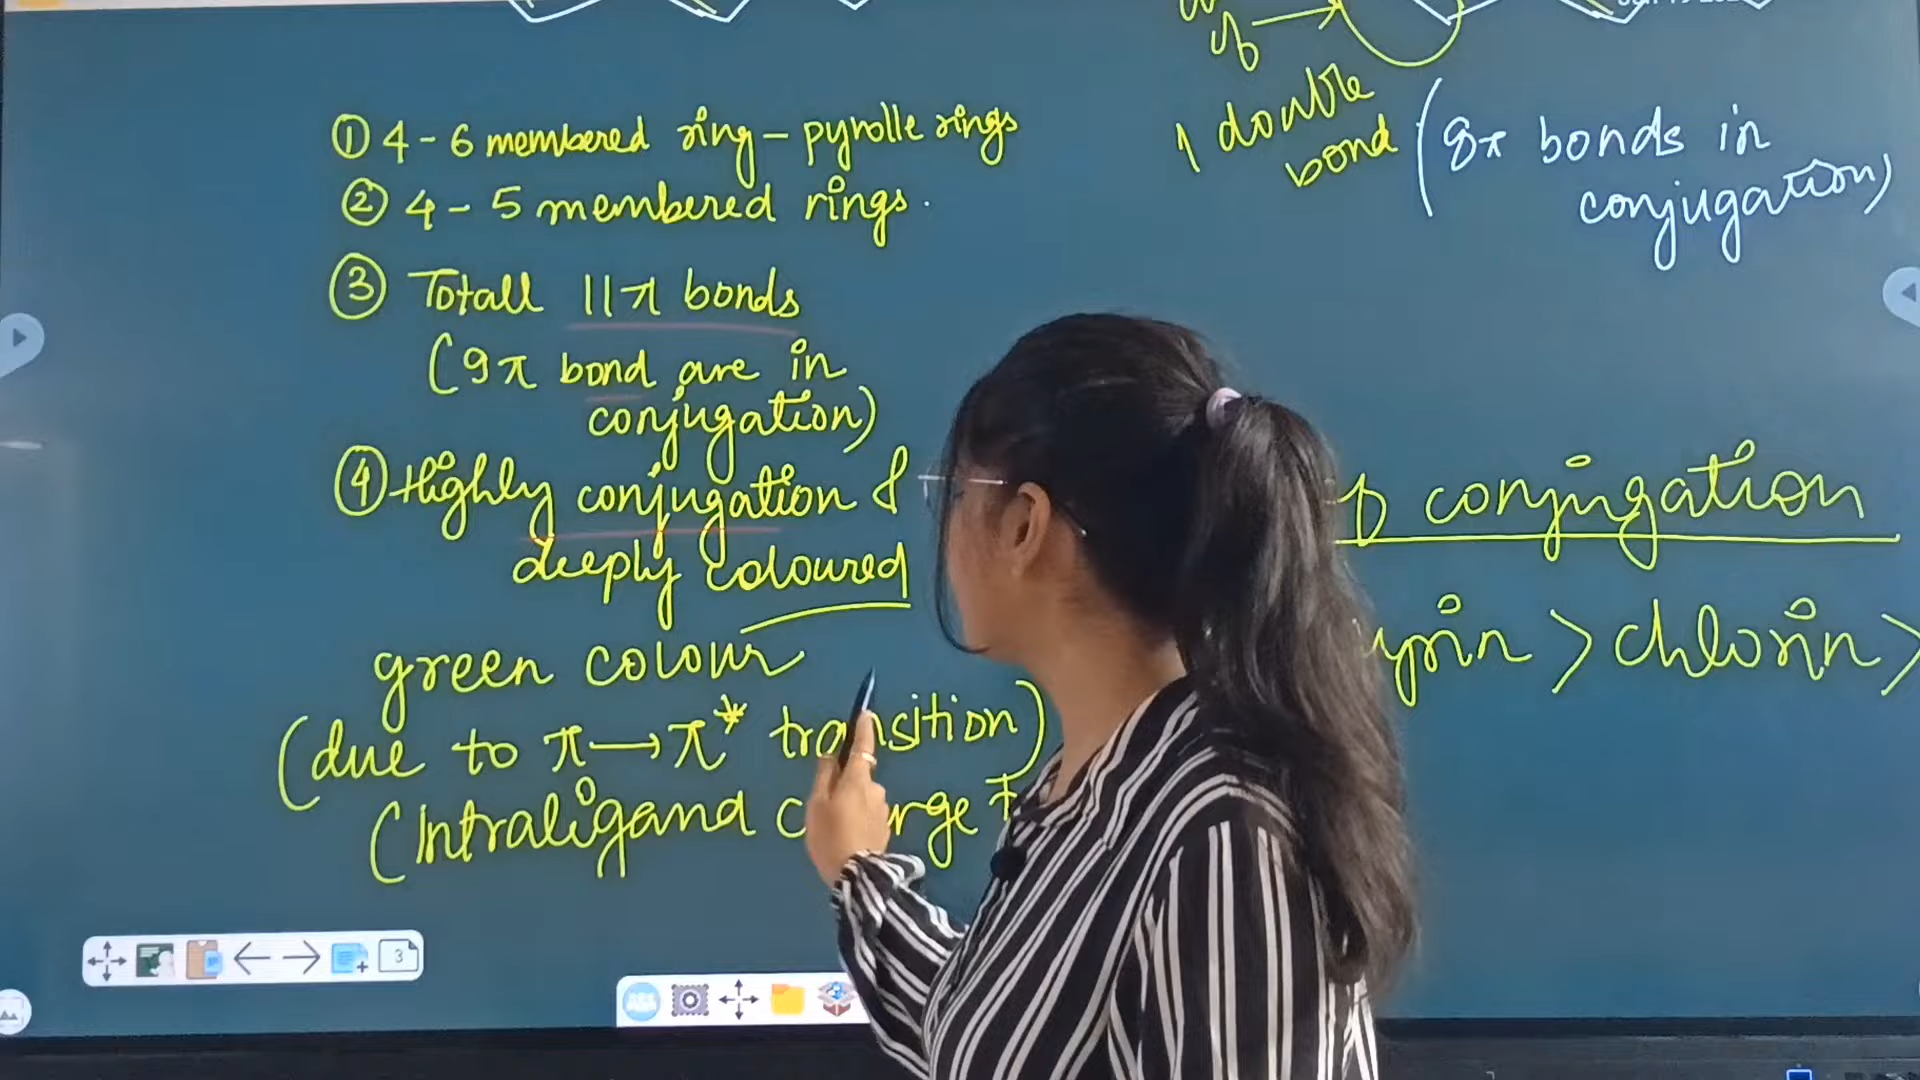 ① 4 - 6 membered ring - pyrolle rings
② 4 - 5 membered rings.
③ Totall 11π bonds
(9π bond are in
conjugation)
④ Highly conjugation &
deeply coloured
green colour
(due to π → π* transition)
(Intraligand
1 double
bond
(8π bonds in
conjugation)
conjugation
> chlorin >
3